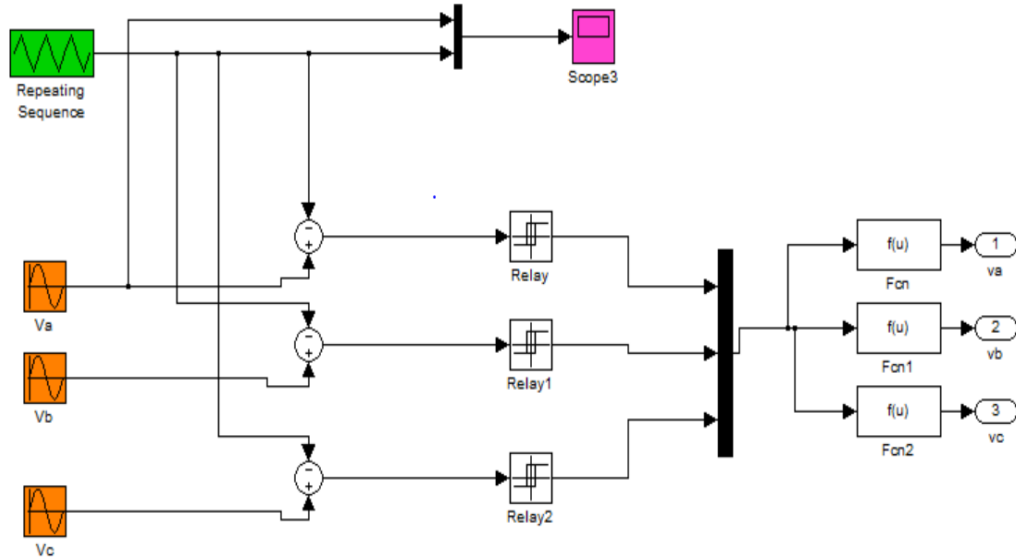 Repeating
Sequence
Scope3
-
+
Relay
Va
-
+
Relay1
Vb
-
+
Relay2
Vc
f(u)
Fcn
1
va
f(u)
Fcn1
2
vb
f(u)
Fcn2
3
vc